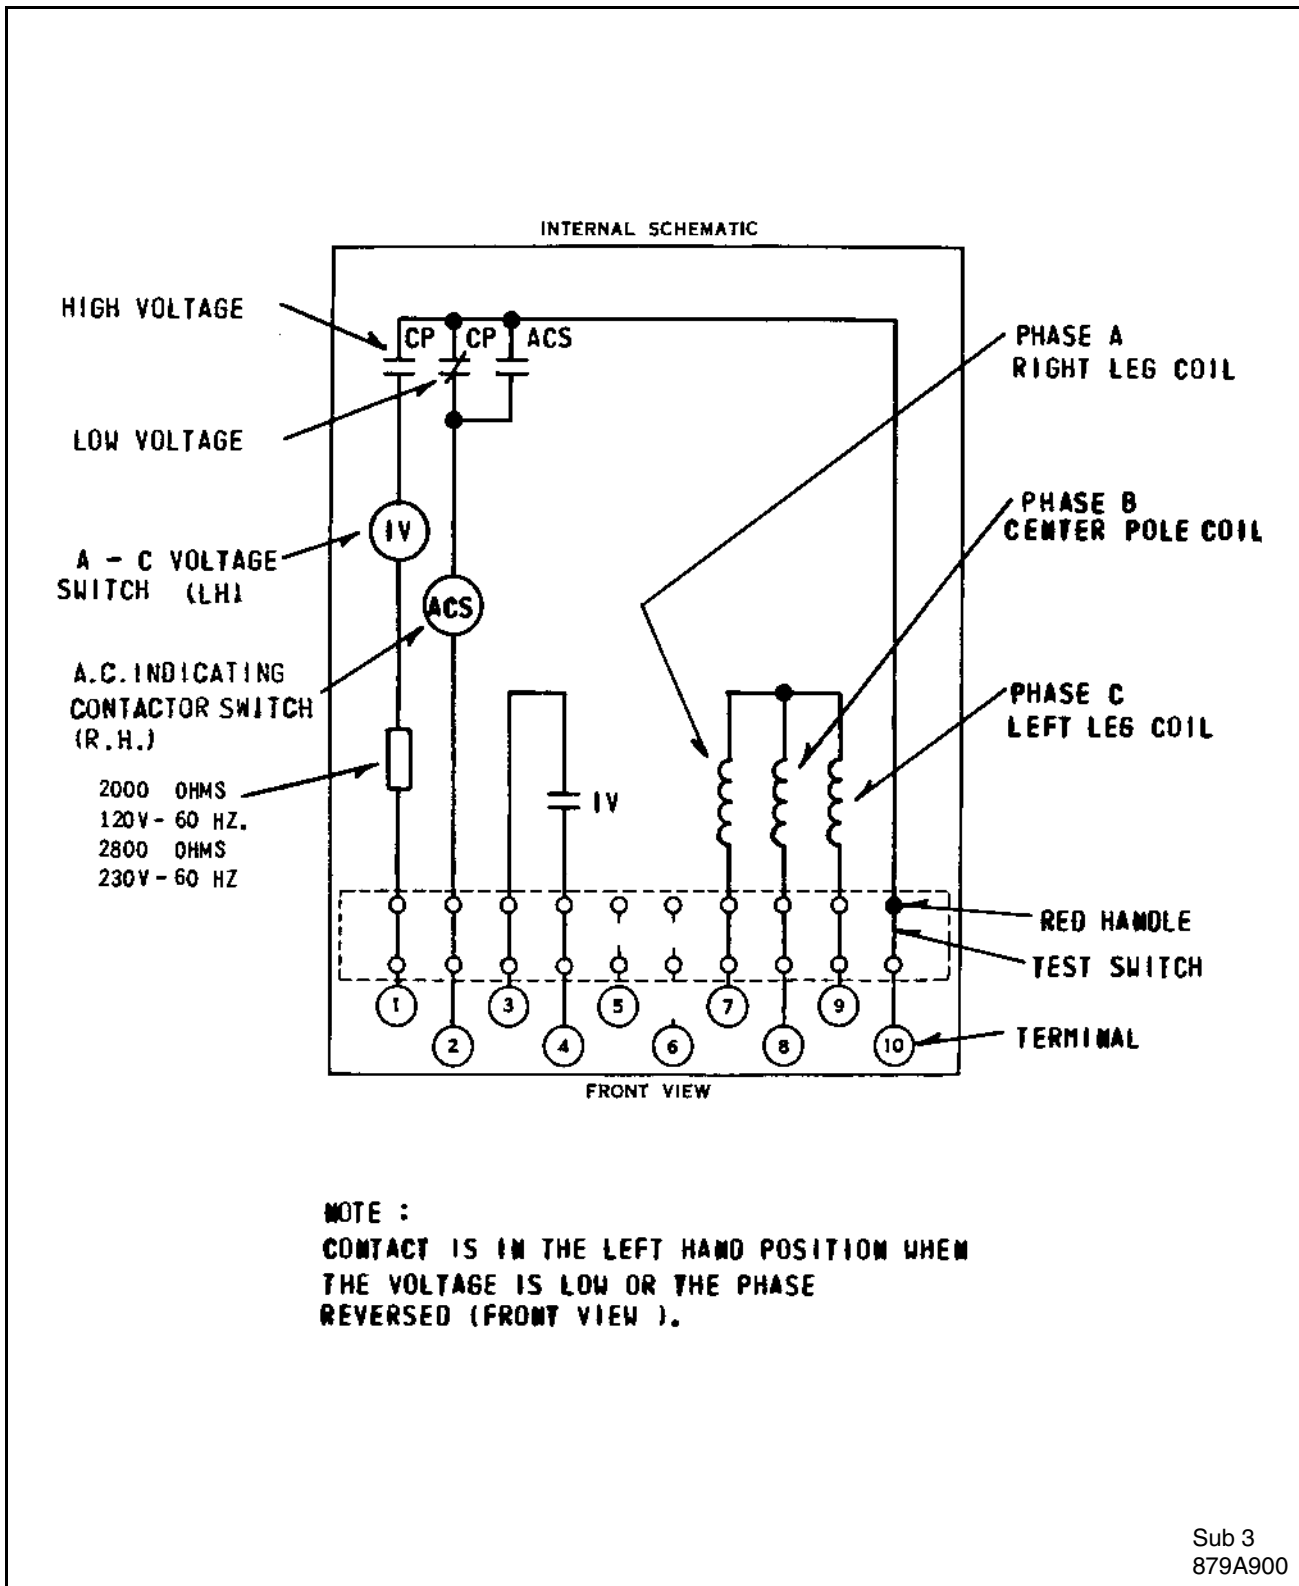 INTERNAL SCHEMATIC
HIGH VOLTAGE
CP
CP
ACS
LOW VOLTAGE
PHASE A
RIGHT LEG COIL
1V
A - C VOLTAGE
SWITCH (LH)
PHASE B
CENTER POLE COIL
ACS
A.C. INDICATING
CONTACTOR SWITCH
(R.H.)
PHASE C
LEFT LEG COIL
2000 OHMS
120V - 60 HZ.
2800 OHMS
230V - 60 HZ
1V
RED HANDLE
TEST SWITCH
1
3
5
7
9
2
4
6
8
10
TERMINAL
FRONT VIEW
NOTE :
CONTACT IS IN THE LEFT HAND POSITION WHEN
THE VOLTAGE IS LOW OR THE PHASE
REVERSED (FRONT VIEW ).
Sub 3
879A900